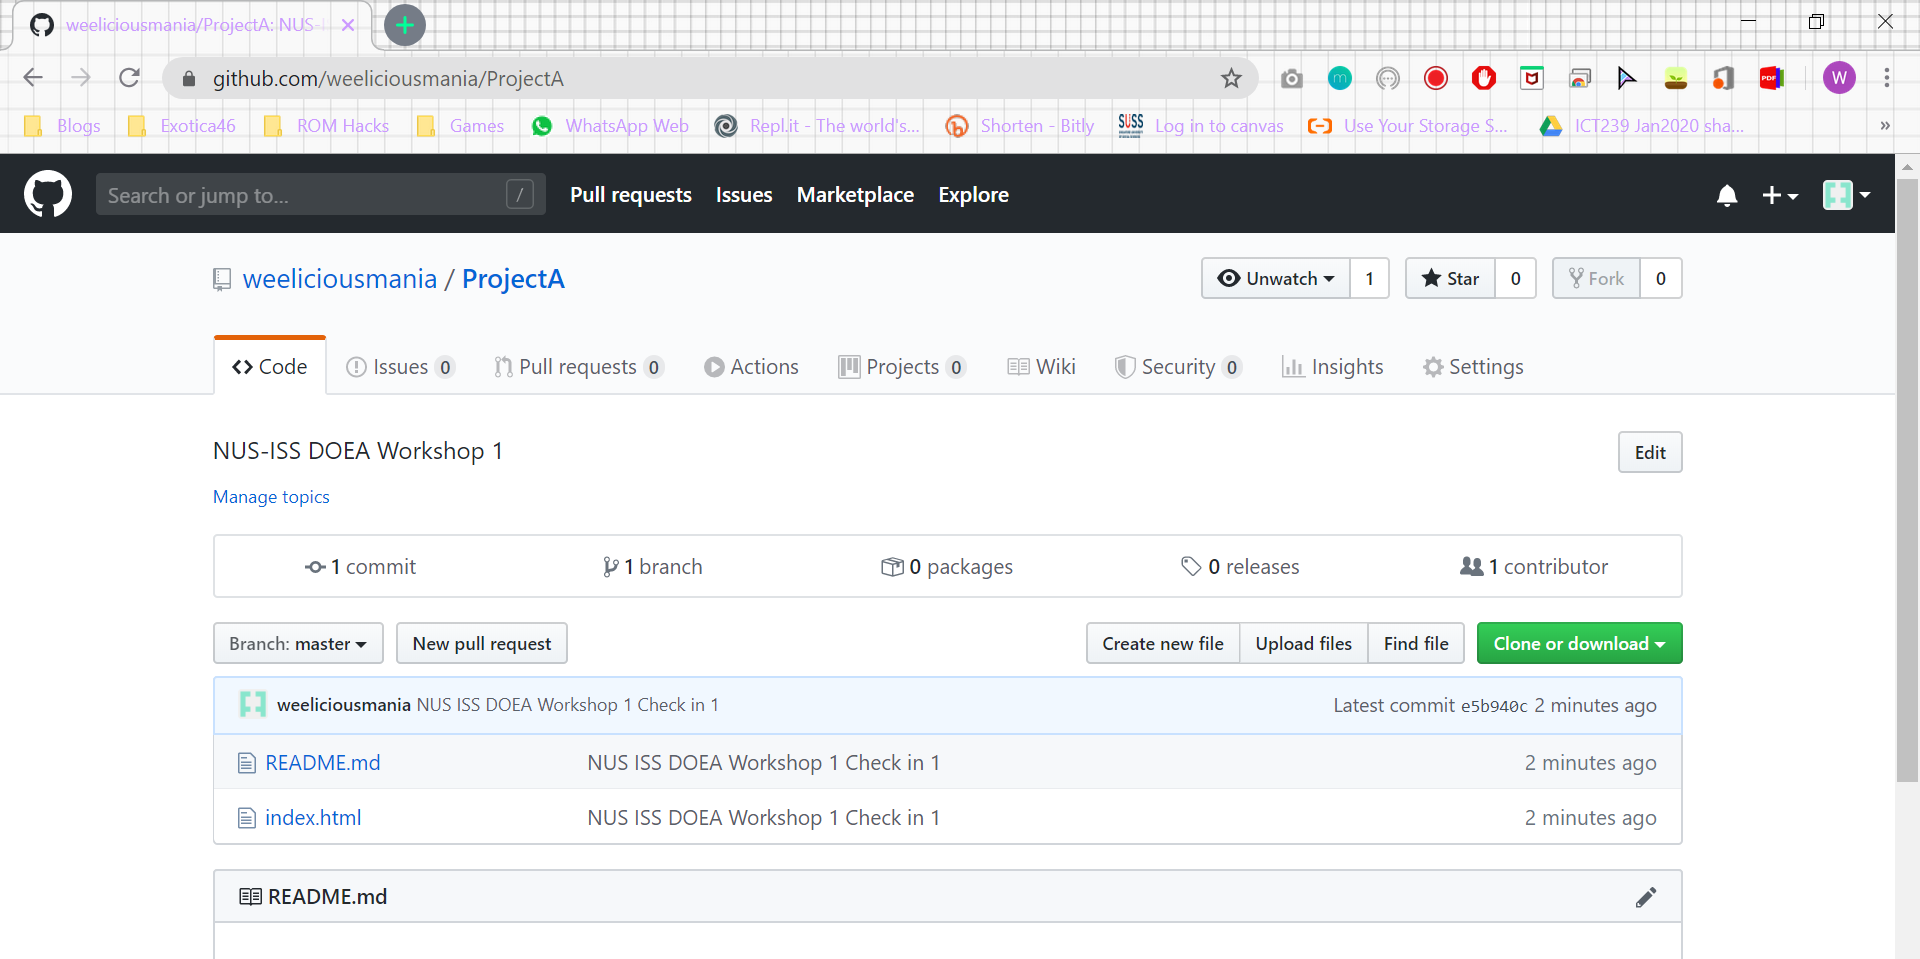 weeliciousmania/ProjectA: NUS-I
github.com/weeliciousmania/ProjectA
W
Blogs Exotica46 ROM Hacks Games WhatsApp Web Repl.it - The world's... Shorten - Bitly SUSS Log in to canvas Use Your Storage S... ICT239 Jan2020 sha... »
Search or jump to... / Pull requests Issues Marketplace Explore
weeliciousmania / ProjectA Unwatch 1 Star 0 Fork 0
Code Issues 0 Pull requests 0 Actions Projects 0 Wiki Security 0 Insights Settings
NUS-ISS DOEA Workshop 1 Edit
Manage topics
1 commit 1 branch 0 packages 0 releases 1 contributor
Branch: master New pull request Create new file Upload files Find file Clone or download
weeliciousmania NUS ISS DOEA Workshop 1 Check in 1 Latest commit e5b940c 2 minutes ago
README.md NUS ISS DOEA Workshop 1 Check in 1 2 minutes ago
index.html NUS ISS DOEA Workshop 1 Check in 1 2 minutes ago
README.md